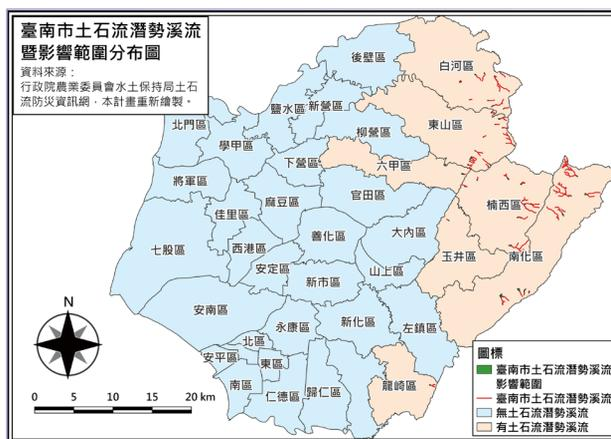 臺南市土石流潛勢溪流
暨影響範圍分布圖
資料來源：
行政院農業委員會水土保持局土石
流防災資訊網，本計畫重新繪製。
後壁區
白河區
鹽水區
新營區
北門區
學甲區
柳營區
東山區
下營區
六甲區
將軍區
麻豆區
官田區
楠西區
佳里區
七股區
西港區
善化區
大內區
玉井區
南化區
安定區
山上區
新市區
安南區
永康區
新化區
左鎮區
北區
安平區
東區
南區
仁德區
歸仁區
龍崎區
N
0 5 10 15 20 km
圖標
臺南市土石流潛勢溪流
影響範圍
臺南市土石流潛勢溪流
無土石流潛勢溪流
有土石流潛勢溪流